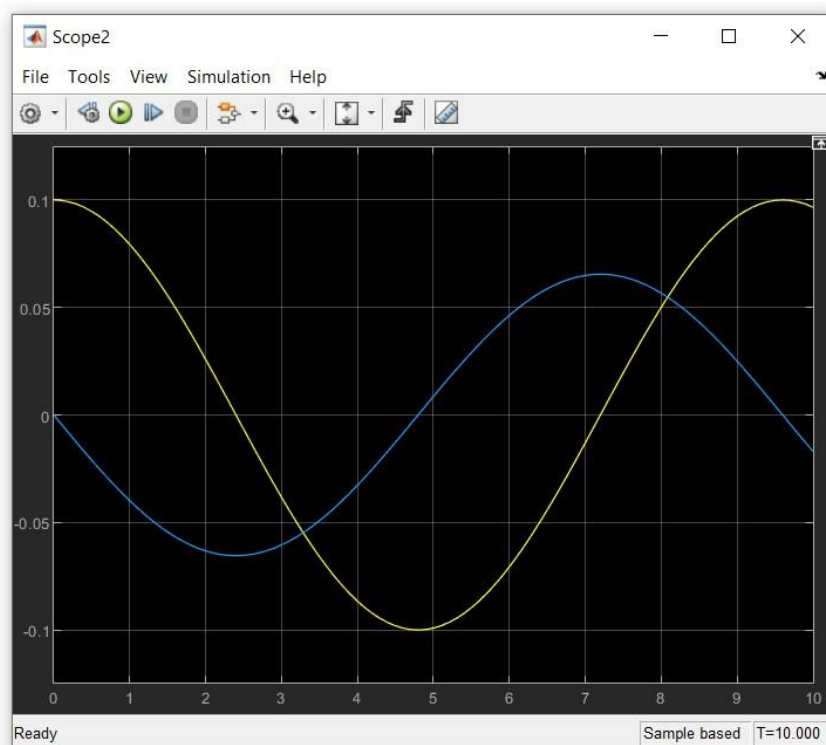 Scope2
File Tools View Simulation Help
0.1
0.05
0
-0.05
-0.1
0 1 2 3 4 5 6 7 8 9 10
Ready Sample based T=10.000